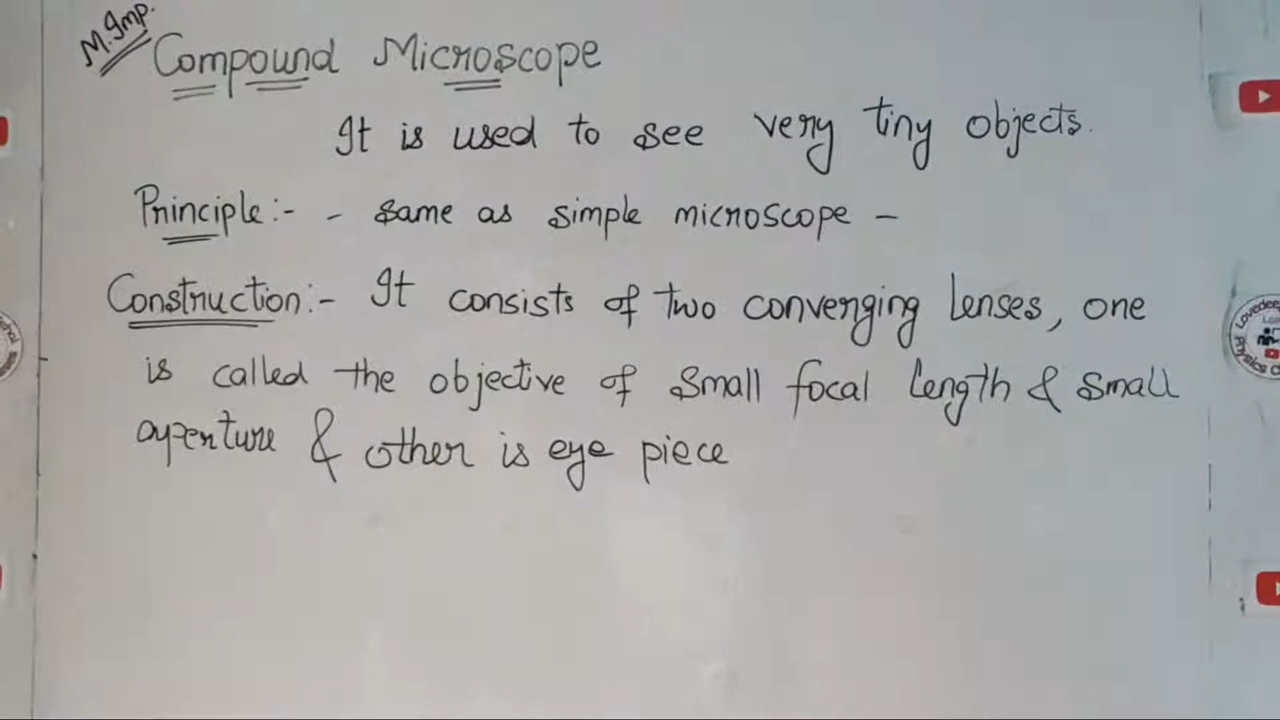 M.Imp.
Compound Microscope
It is used to see very tiny objects.
Principle:- - same as simple microscope -
Construction:- It consists of two converging lenses, one
is called the objective of small focal length & small
aperture & other is eye piece